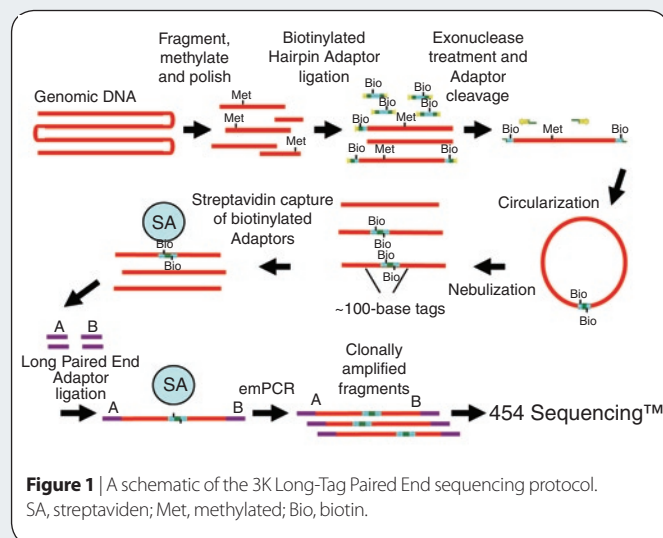 Fragment,
methylate
and polish
Biotinylated
Hairpin Adaptor
ligation
Exonuclease
treatment and
Adaptor
cleavage
Genomic DNA
Met
Met
Bio
Bio
Bio
Bio
Met
Bio
Met
Bio
Bio
Met
Bio
Streptavidin capture
of biotinylated
Adaptors
SA
Bio
Bio
Bio
Bio
Bio
~100-base tags
Nebulization
Circularization
Bio
Bio
A B
Long Paired End
Adaptor
ligation
A
SA
B
emPCR
Clonally
amplified
fragments
A B
454 Sequencing™
Figure 1 | A schematic of the 3K Long-Tag Paired End sequencing protocol.
SA, streptaviden; Met, methylated; Bio, biotin.